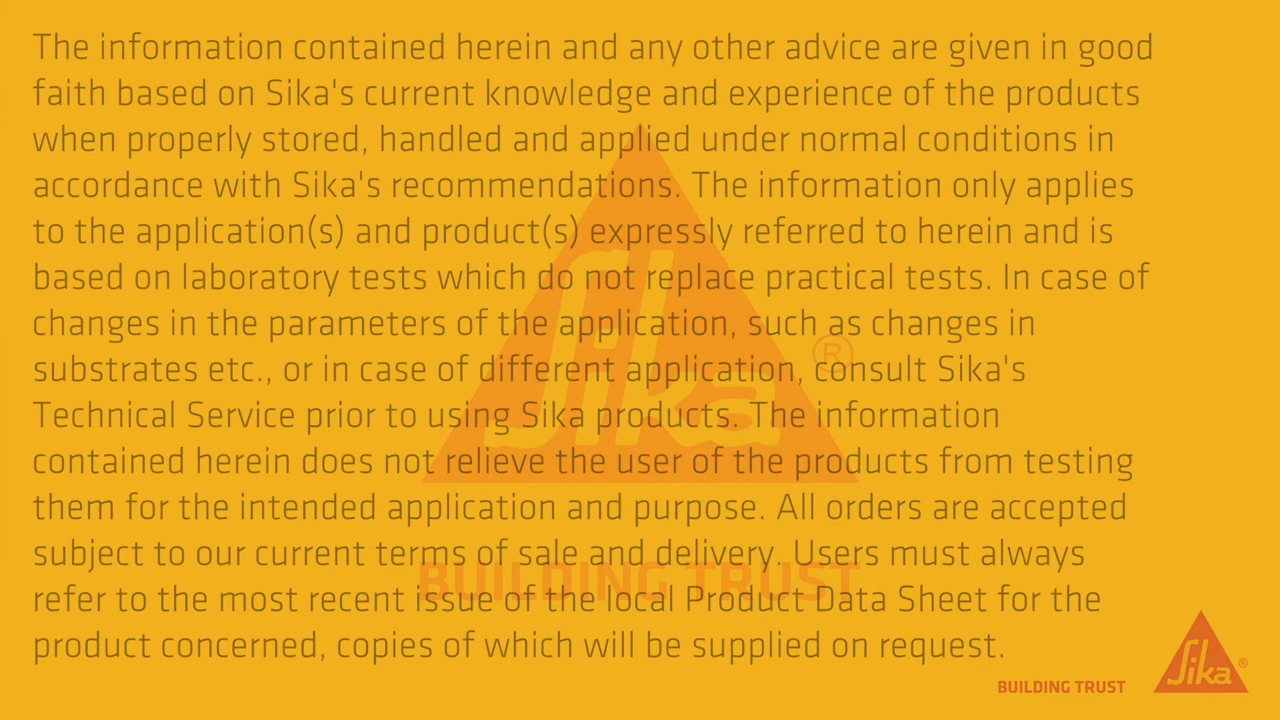 The information contained herein and any other advice are given in good
faith based on Sika's current knowledge and experience of the products
when properly stored, handled and applied under normal conditions in
accordance with Sika's recommendations. The information only applies
to the application(s) and product(s) expressly referred to herein and is
based on laboratory tests which do not replace practical tests. In case of
changes in the parameters of the application, such as changes in
substrates etc., or in case of different application, consult Sika's
Technical Service prior to using Sika products. The information
contained herein does not relieve the user of the products from testing
them for the intended application and purpose. All orders are accepted
subject to our current terms of sale and delivery. Users must always
refer to the most recent issue of the local Product Data Sheet for the
product concerned, copies of which will be supplied on request.
Sika®
BUILDING TRUST
BUILDING TRUST
Sika®